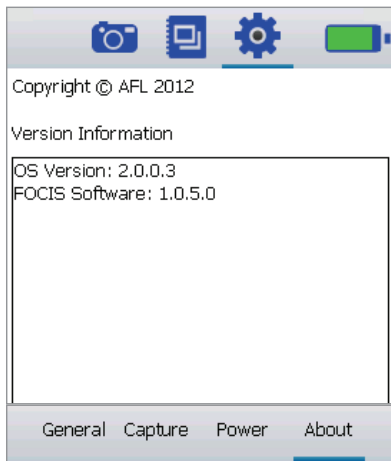 Copyright © AFL 2012
Version Information
OS Version: 2.0.0.3
FOCIS Software: 1.0.5.0
General Capture Power About